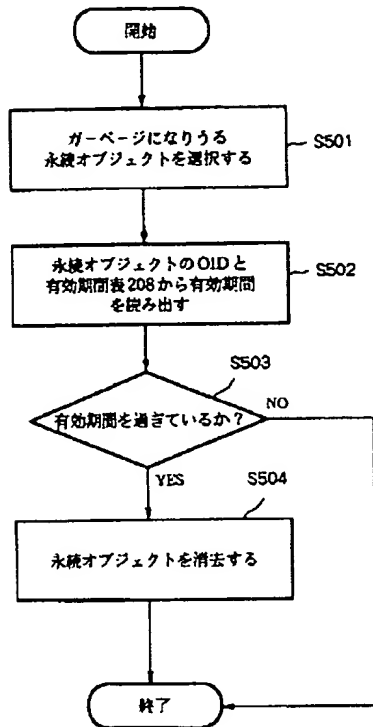 開始
ガーベージになりうる
永続オブジェクトを選択する
S501
永続オブジェクトのOIDと
有効期間表208から有効期間
を読み出す
S502
S503
有効期間を過ぎているか?
NO
YES
S504
永続オブジェクトを消去する
終了